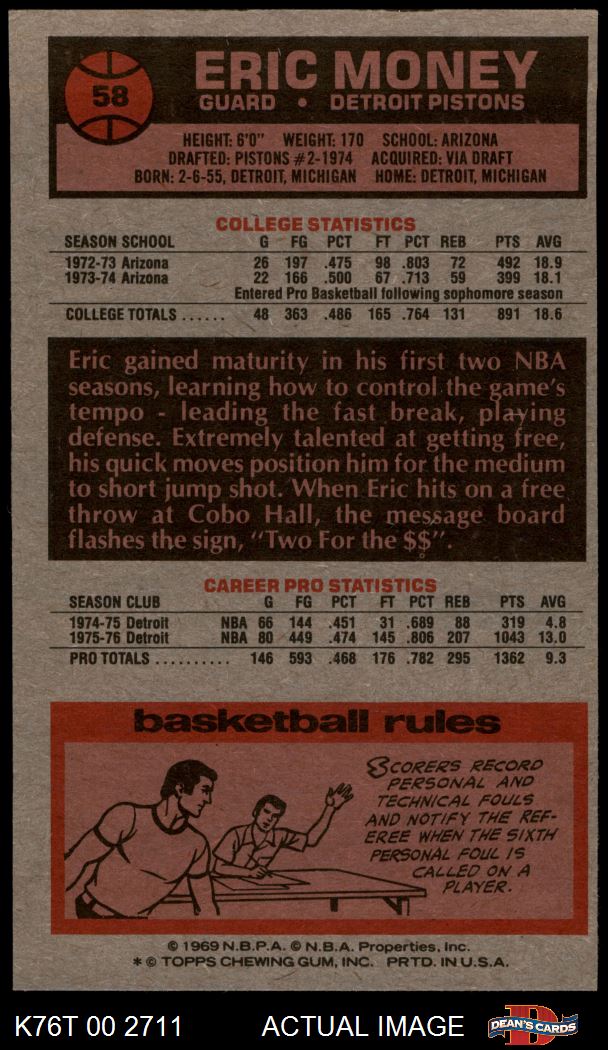 58
ERIC MONEY
GUARD • DETROIT PISTONS
HEIGHT: 6'0" WEIGHT: 170 SCHOOL: ARIZONA
DRAFTED: PISTONS #2-1974 ACQUIRED: VIA DRAFT
BORN: 2-6-55, DETROIT, MICHIGAN HOME: DETROIT, MICHIGAN
COLLEGE STATISTICS
SEASON SCHOOL G FG PCT FT PCT REB PTS AVG
1972-73 Arizona 26 197 .475 98 .803 72 492 18.9
1973-74 Arizona 22 166 .500 67 .713 59 399 18.1
Entered Pro Basketball following sophomore season
COLLEGE TOTALS ...... 48 363 .486 165 .764 131 891 18.6
Eric gained maturity in his first two NBA
seasons, learning how to control the game's
tempo - leading the fast break, playing
defense. Extremely talented at getting free,
his quick moves position him for the medium
to short jump shot. When Eric hits on a free
throw at Cobo Hall, the message board
flashes the sign, "Two For the $$".
CAREER PRO STATISTICS
SEASON CLUB G FG PCT FT PCT REB PTS AVG
1974-75 Detroit NBA 66 144 .451 31 .689 88 319 4.8
1975-76 Detroit NBA 80 449 .474 145 .806 207 1043 13.0
PRO TOTALS .......... 146 593 .468 176 .782 295 1362 9.3
basketball rules
SCORERS RECORD
PERSONAL AND
TECHNICAL FOULS
AND NOTIFY THE REF-
EREE WHEN THE SIXTH
PERSONAL FOUL IS
CALLED ON A
PLAYER.
© 1969 N.B.P.A. © N.B.A. Properties, Inc.
* © TOPPS CHEWING GUM, INC. PRTD. IN U.S.A.
K76T 00 2711 ACTUAL IMAGE D DEAN'S CARDS